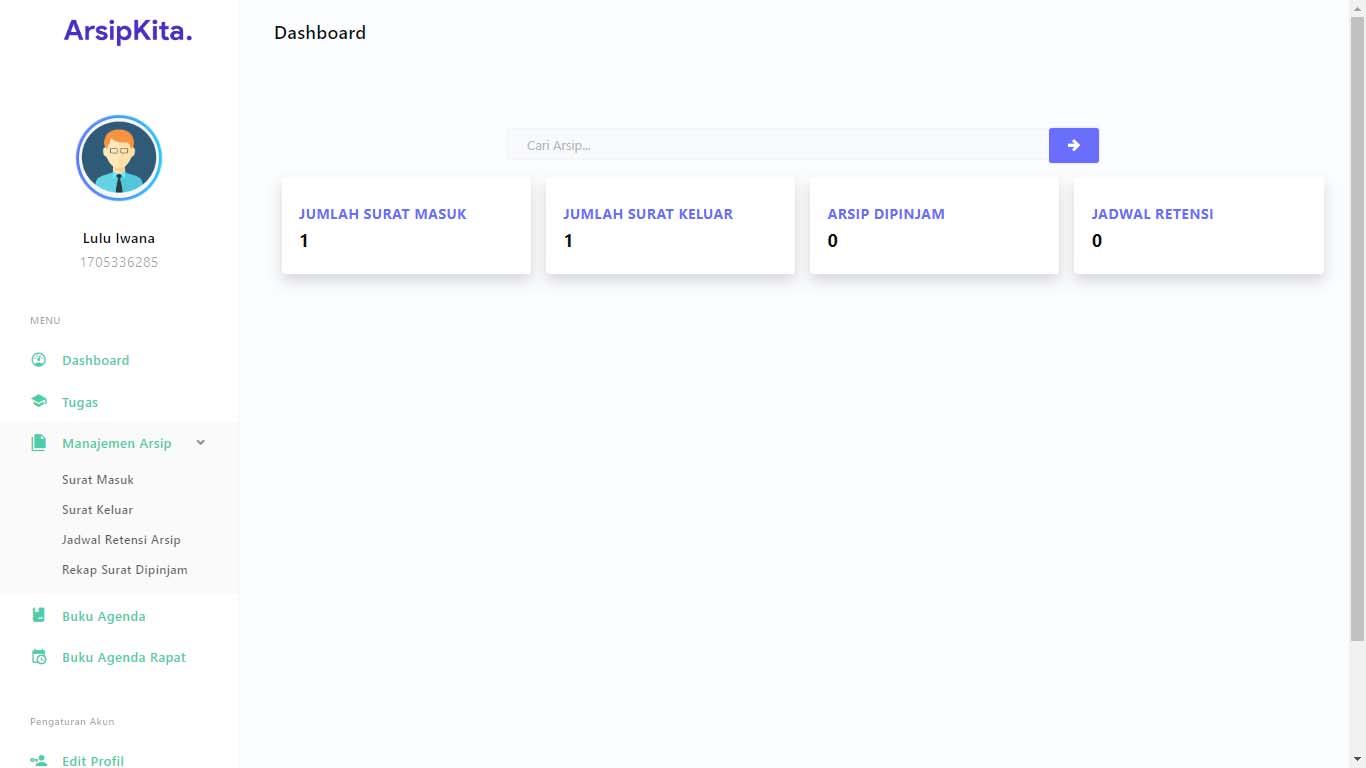 ArsipKita.
Dashboard
Lulu Iwana
1705336285
MENU
Dashboard
Tugas
Manajemen Arsip
Surat Masuk
Surat Keluar
Jadwal Retensi Arsip
Rekap Surat Dipinjam
Buku Agenda
Buku Agenda Rapat
Pengaturan Akun
Edit Profil
Cari Arsip...
JUMLAH SURAT MASUK
1
JUMLAH SURAT KELUAR
1
ARSIP DIPINJAM
0
JADWAL RETENSI
0